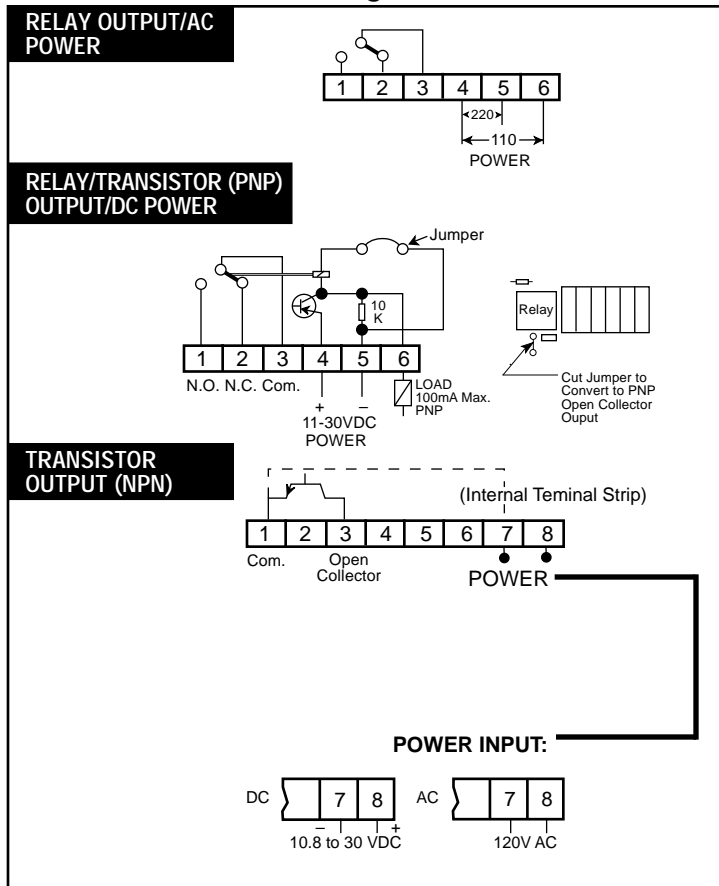 RELAY OUTPUT/AC
POWER
1 2 3 4 5 6
220
110
POWER
RELAY/TRANSISTOR (PNP)
OUTPUT/DC POWER
Jumper
10
K
Relay
1 2 3 4 5 6
N.O. N.C. Com.
LOAD
100mA Max.
PNP
+ –
11-30VDC
POWER
Cut Jumper to
Convert to PNP
Open Collector
Ouput
TRANSISTOR
OUTPUT (NPN)
(Internal Teminal Strip)
1 2 3 4 5 6 7 8
Com.
Open
Collector
POWER
POWER INPUT:
DC 7 8
– +
10.8 to 30 VDC
AC 7 8
120V AC